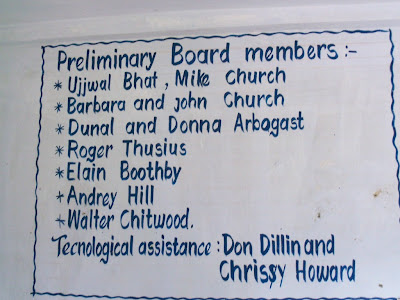 Preliminary Board members :-
* Ujjwal Bhat, Mike Church
* Barbara and john Church
* Dunal and Donna Arbagast
* Roger Thusius
* Elain Boothby
+ Andrey Hill
+ Walter Chitwood.
Tecnological assistance : Don Dillin and
Chrissy Howard